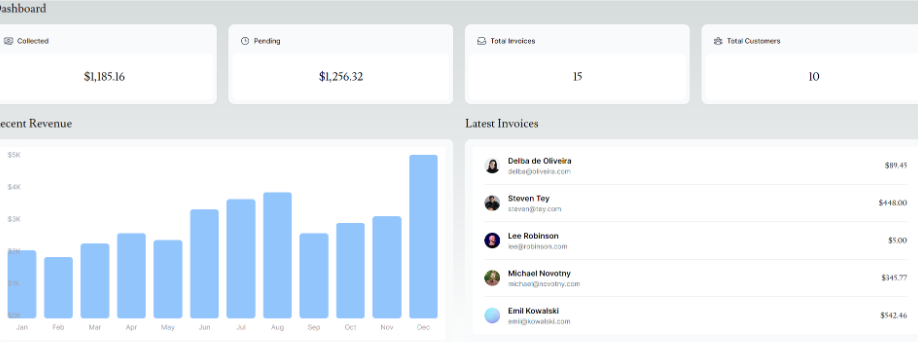 Dashboard
Collected
Pending
Total Invoices
Total Customers
$1,185.16
$1,256.32
15
10
ecent Revenue
Latest Invoices
$5K
$4K
$3K
$2K
Jan Feb Mar Apr May Jun Jul Aug Sep Oct Nov Dec
Delba de Oliveira
delba@oliveira.com
$89.45
Steven Tey
steven@tey.com
$448.00
Lee Robinson
lee@robinson.com
$5.00
Michael Novotny
michael@novotny.com
$345.77
Emil Kowalski
emil@kowalski.com
$542.46